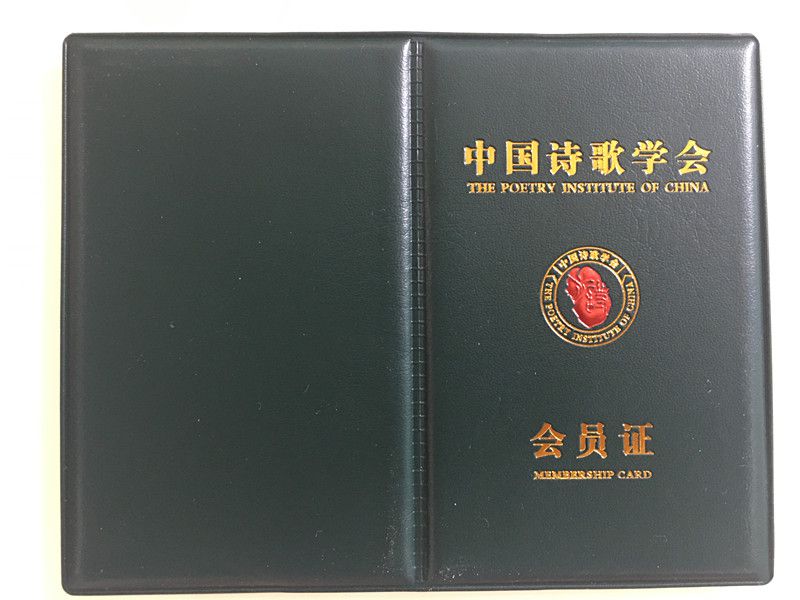 中国诗歌学会
THE POETRY INSTITUTE OF CHINA
中国诗歌学会
THE POETRY INSTITUTE OF CHINA
会员证
MEMBERSHIP CARD